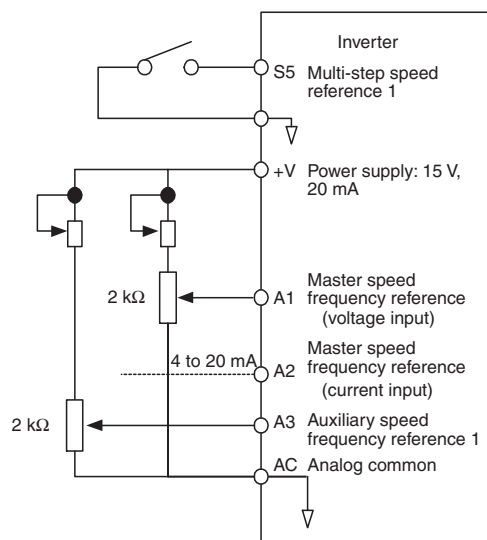 Inverter
S5 Multi-step speed
reference 1
+V Power supply: 15 V,
20 mA
2 kΩ
A1 Master speed
frequency reference
(voltage input)
4 to 20 mA
A2 Master speed
frequency reference
(current input)
2 kΩ
A3 Auxiliary speed
frequency reference 1
AC Analog common